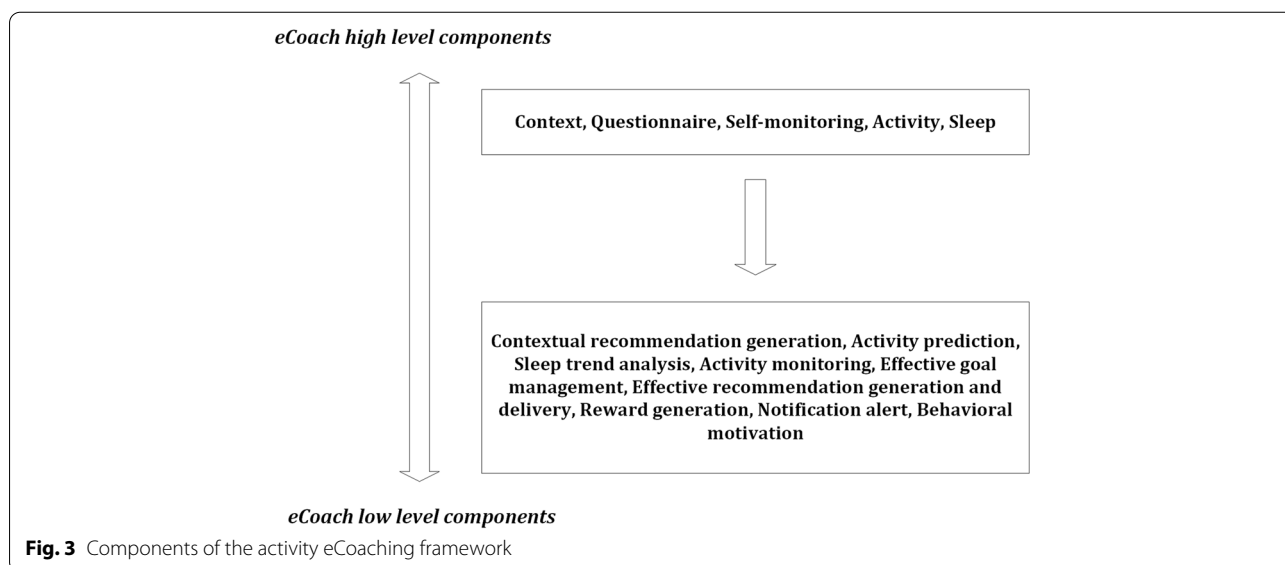 eCoach high level components
Context, Questionnaire, Self-monitoring, Activity, Sleep
Contextual recommendation generation, Activity prediction,
Sleep trend analysis, Activity monitoring, Effective goal
management, Effective recommendation generation and
delivery, Reward generation, Notification alert, Behavioral
motivation
eCoach low level components
Fig. 3 Components of the activity eCoaching framework